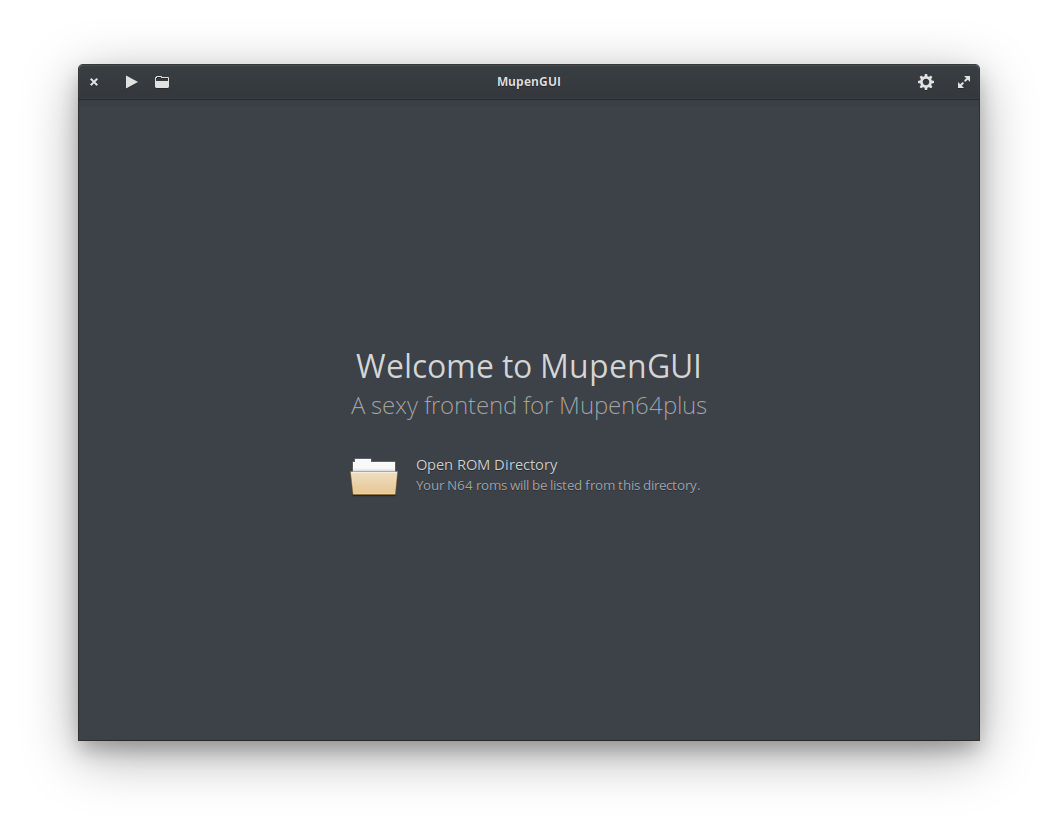 MupenGUI
Welcome to MupenGUI
A sexy frontend for Mupen64plus
Open ROM Directory
Your N64 roms will be listed from this directory.